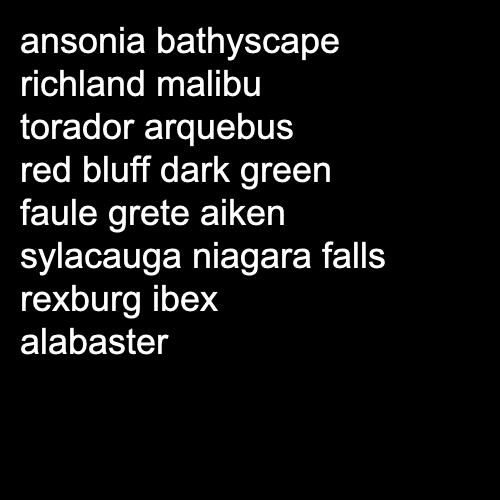 ansonia bathyscape
richland malibu
torador arquebus
red bluff dark green
faule grete aiken
sylacauga niagara falls
rexburg ibex
alabaster